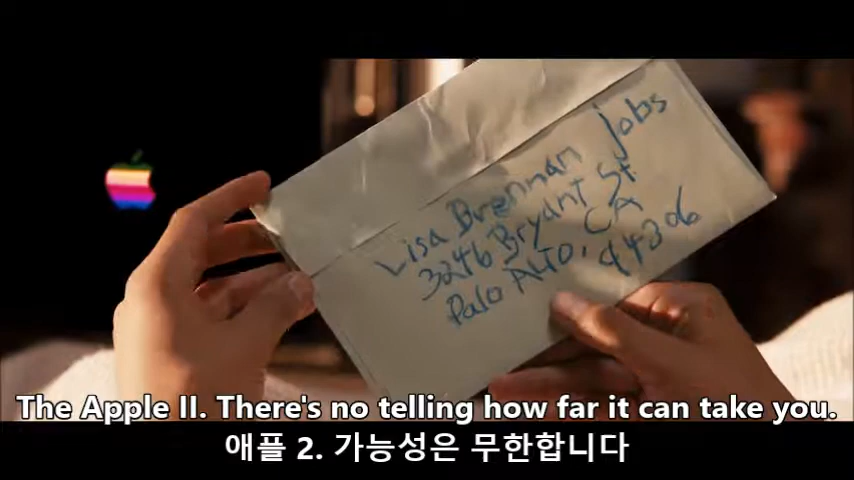 Lisa Brennan Jobs
3246 Bryant St
Palo Alto, CA
94306
The Apple II. There's no telling how far it can take you.
애플 2. 가능성은 무한합니다